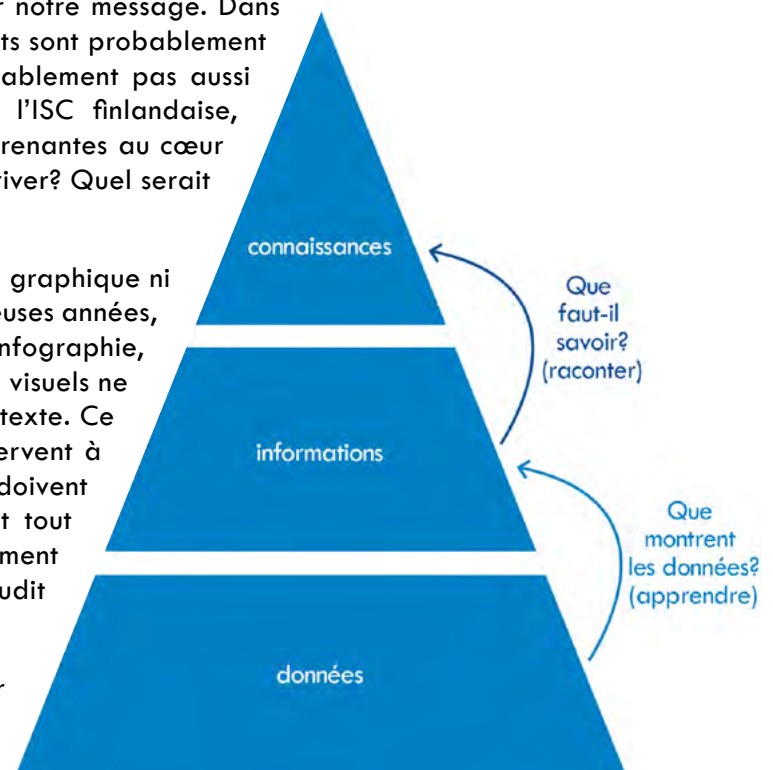 notre message. Dans
ts sont probablement
ablement pas aussi
l'ISC finlandaise,
renantes au cœur
river? Quel serait
graphique ni
euses années,
nfographie,
visuels ne
texte. Ce
ervent à
doivent
t tout
ment
udit
r
connaissances
informations
données
Que
faut-il
savoir?
(raconter)
Que
montrent
les données?
(apprendre)